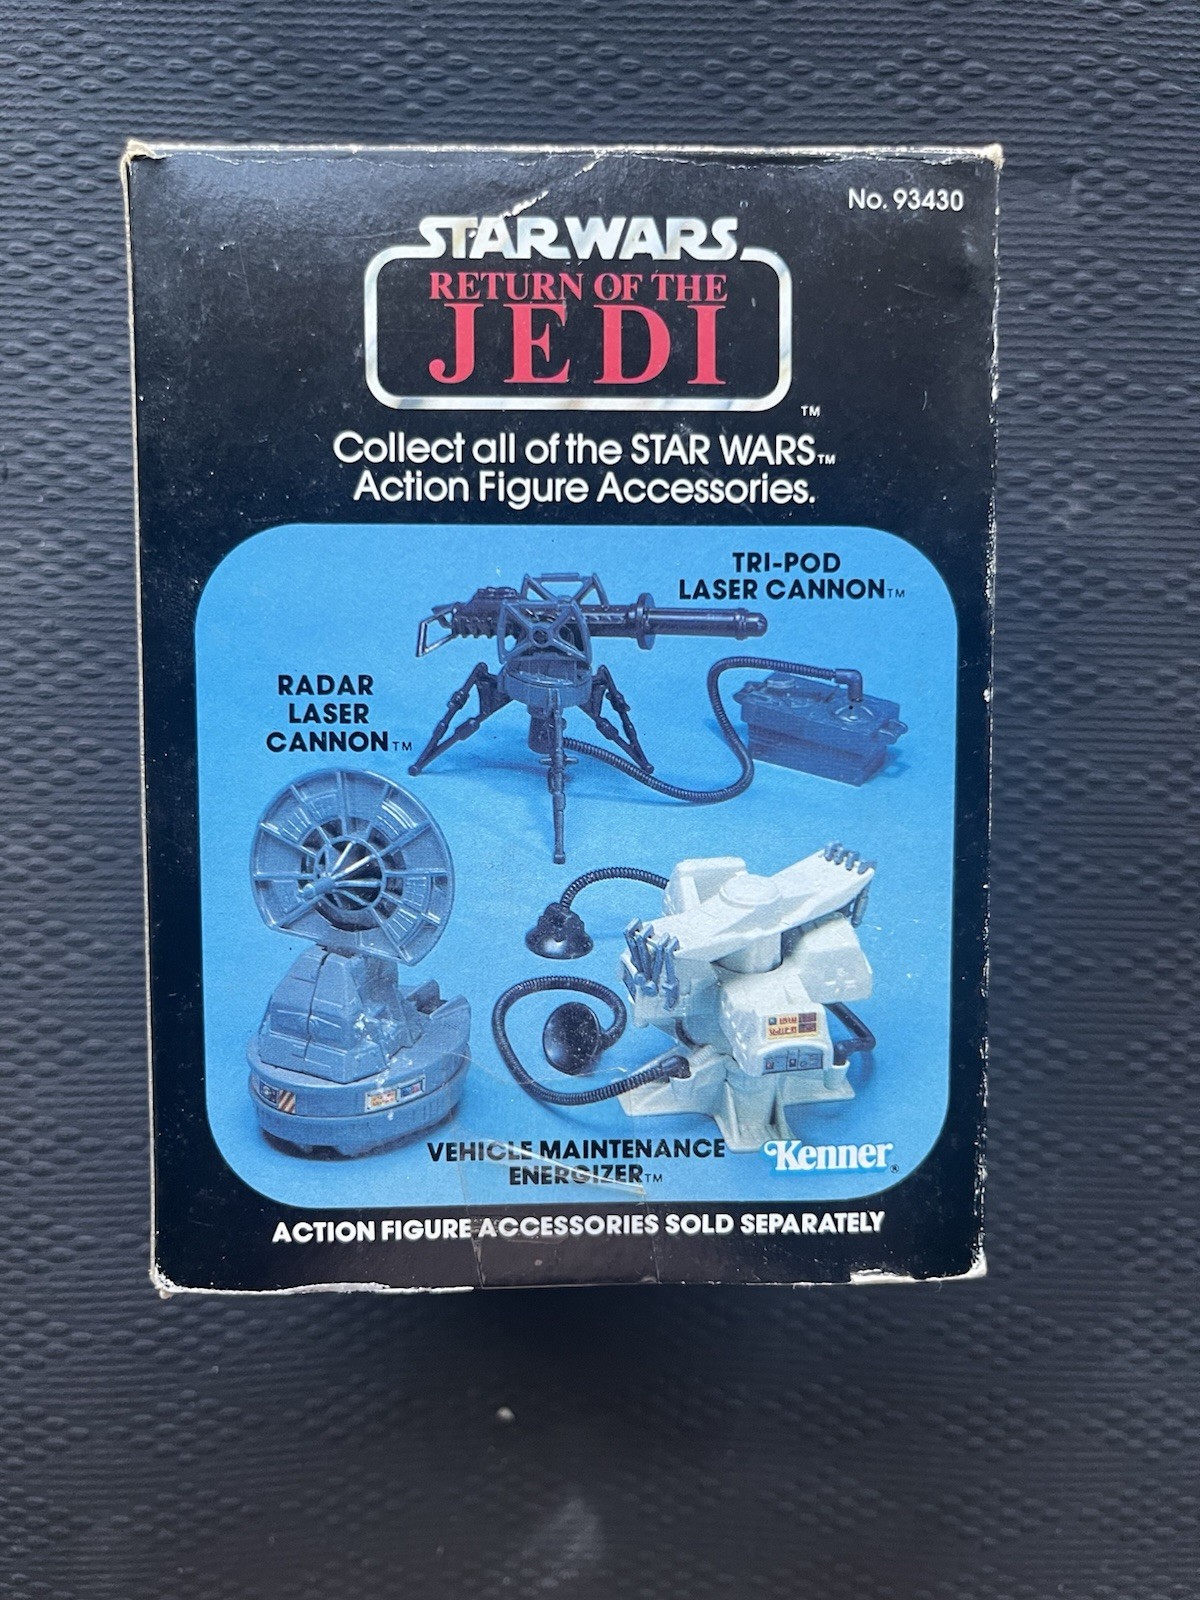 No. 93430
STAR WARS
RETURN OF THE
JEDI
TM
Collect all of the STAR WARS TM
Action Figure Accessories.
TRI-POD
LASER CANNON TM
RADAR
LASER
CANNON TM
VEHICLE MAINTENANCE
ENERGIZER TM
Kenner®
ACTION FIGURE ACCESSORIES SOLD SEPARATELY